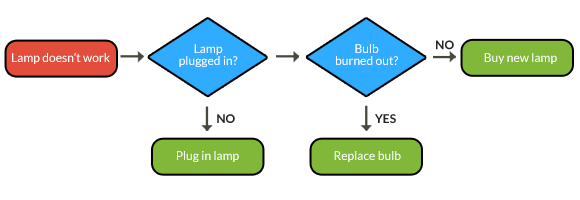 Lamp doesn't work
Lamp
plugged in?
NO
Plug in lamp
Bulb
burned out?
YES
Replace bulb
NO
Buy new lamp